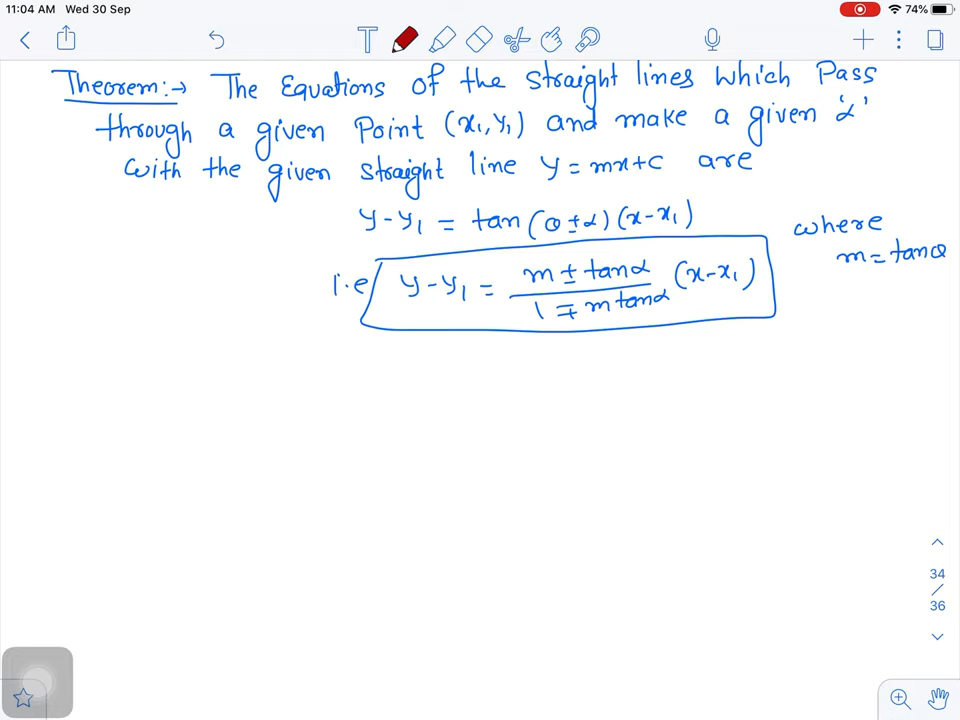 11:04 AM Wed 30 Sep
74%
Theorem :→ The Equations of the straight lines which Pass
through a given Point (x₁, y₁) and make a given 'α'
with the given straight line y = mx+c are
y-y₁ = tan(θ±α)(x-x₁)
where
m = tanθ
i.e y-y₁ = \frac{m ± tanα}{1 ∓ m tanα} (x-x₁)
34
/
36